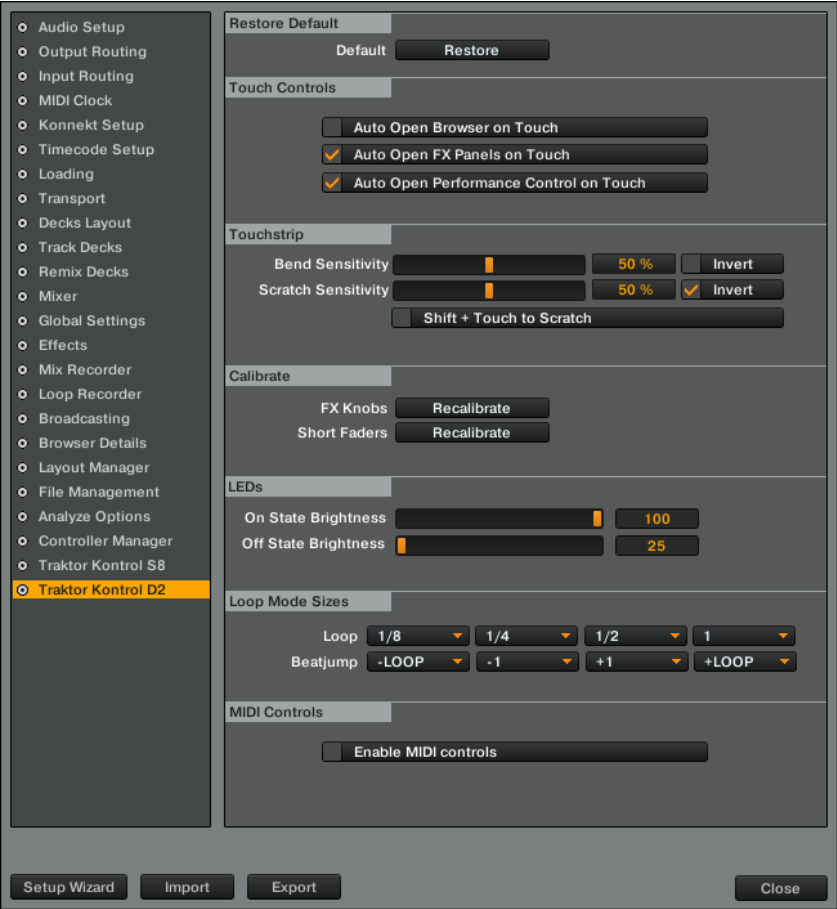 Audio Setup
Output Routing
Input Routing
MIDI Clock
Konnekt Setup
Timecode Setup
Loading
Transport
Decks Layout
Track Decks
Remix Decks
Mixer
Global Settings
Effects
Mix Recorder
Loop Recorder
Broadcasting
Browser Details
Layout Manager
File Management
Analyze Options
Controller Manager
Traktor Kontrol S8
Traktor Kontrol D2
Restore Default
Default Restore
Touch Controls
Auto Open Browser on Touch
Auto Open FX Panels on Touch
Auto Open Performance Control on Touch
Touchstrip
Bend Sensitivity 50 % Invert
Scratch Sensitivity 50 % Invert
Shift + Touch to Scratch
Calibrate
FX Knobs Recalibrate
Short Faders Recalibrate
LEDs
On State Brightness 100
Off State Brightness 25
Loop Mode Sizes
Loop 1/8 1/4 1/2 1
Beatjump -LOOP -1 +1 +LOOP
MIDI Controls
Enable MIDI controls
Setup Wizard Import Export Close